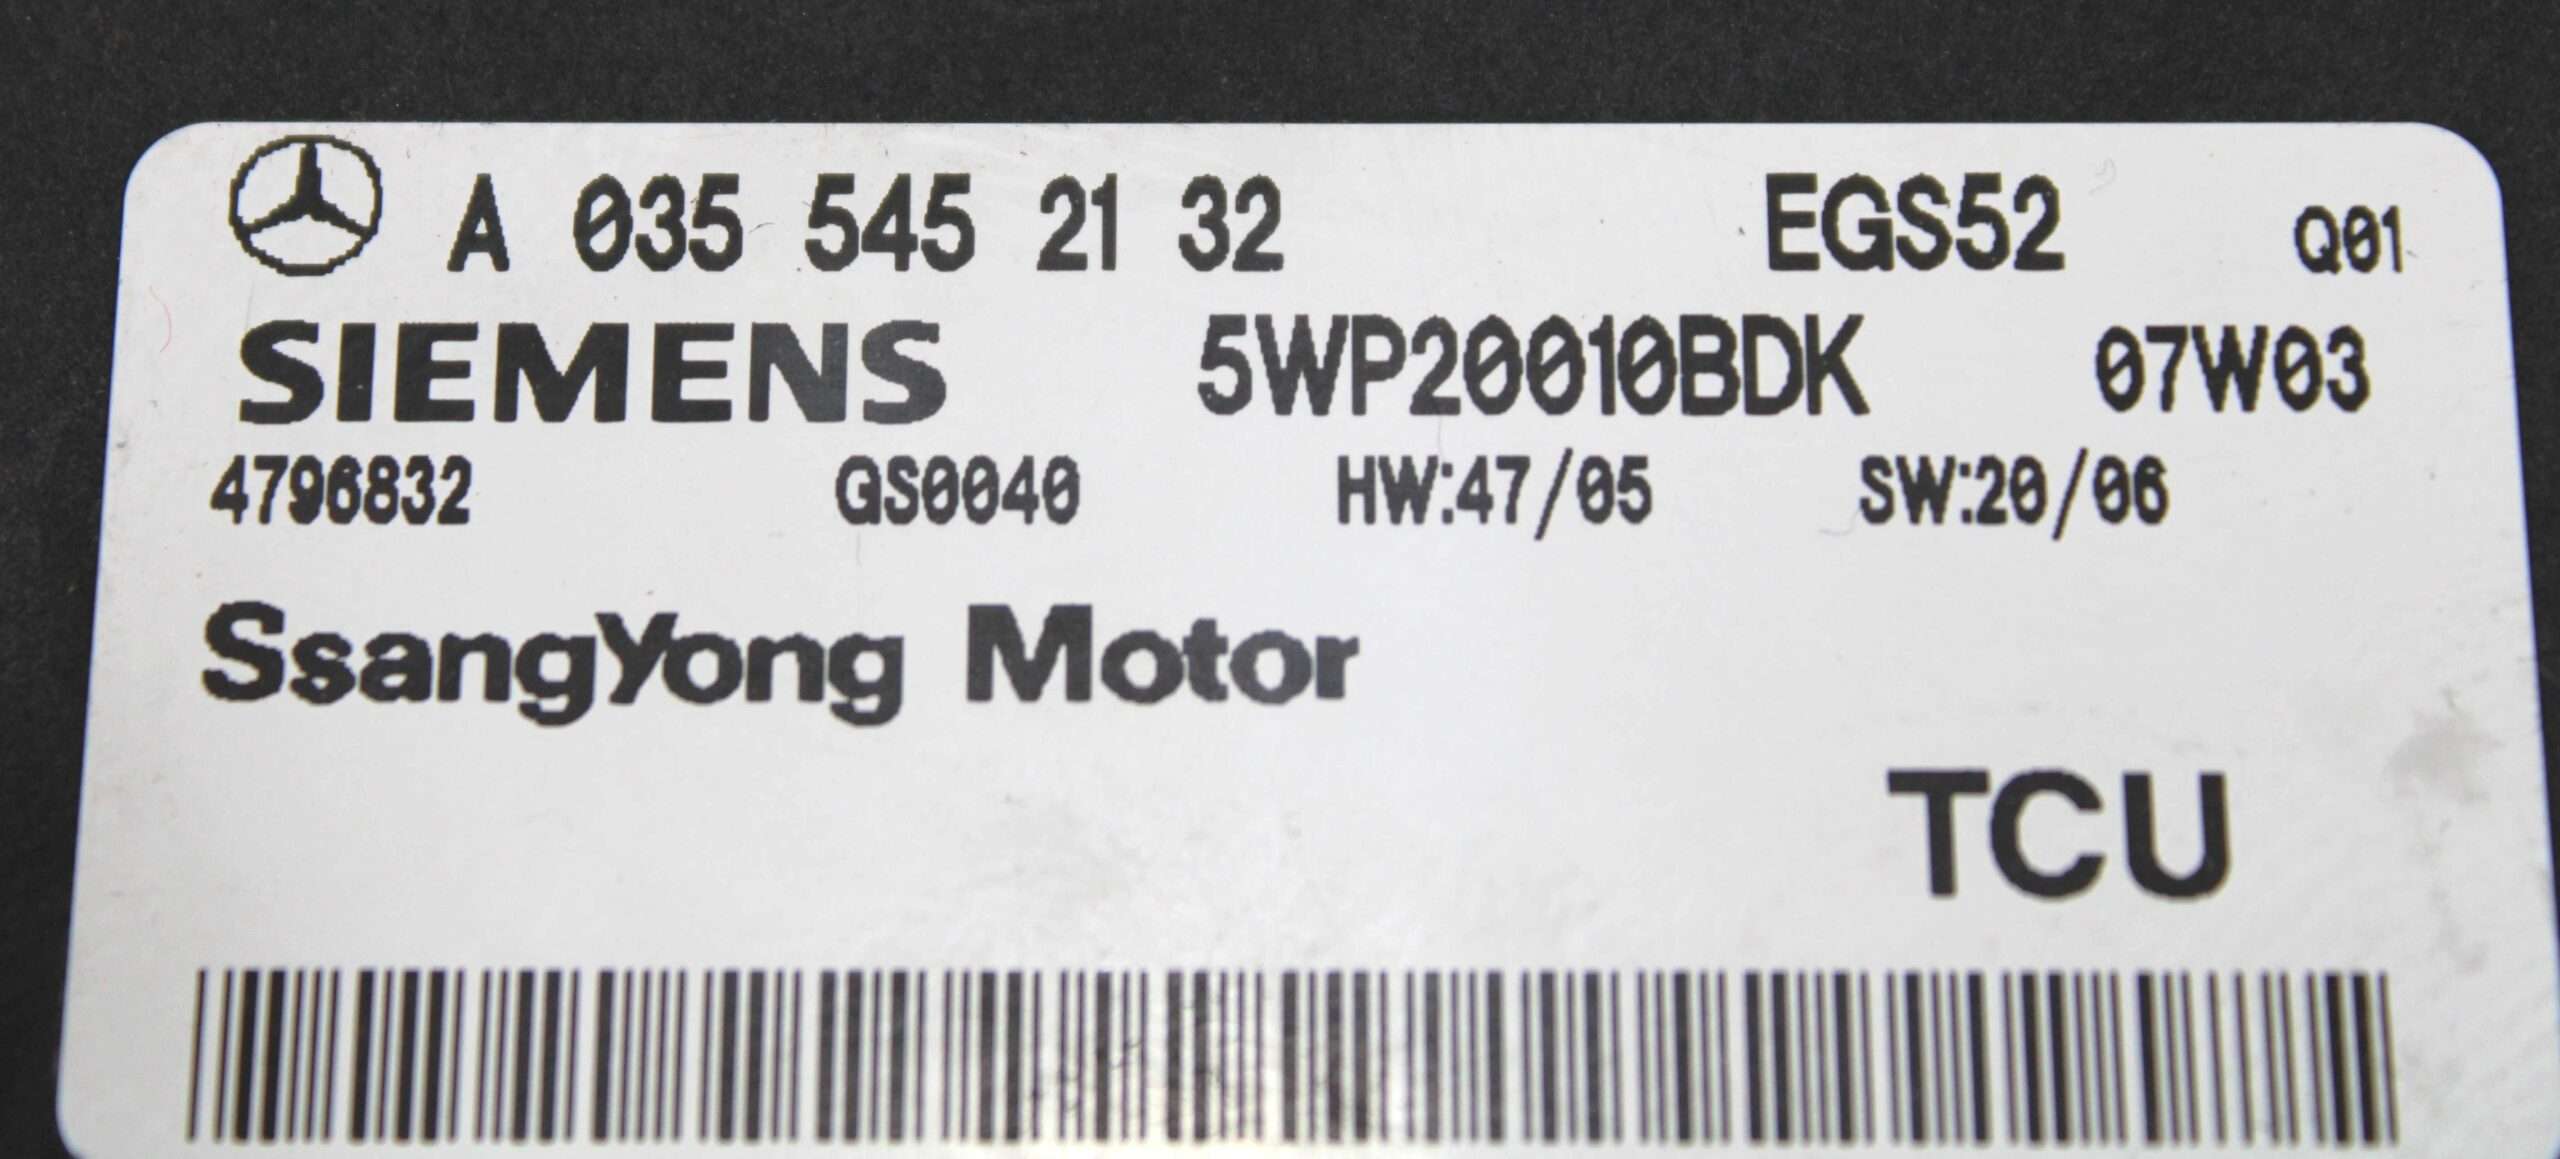 A 035 545 21 32 EGS52 Q01
SIEMENS 5WP20010BDK 07W03
4796832 GS0040 HW:47/05 SW:20/06
SsangYong Motor
TCU